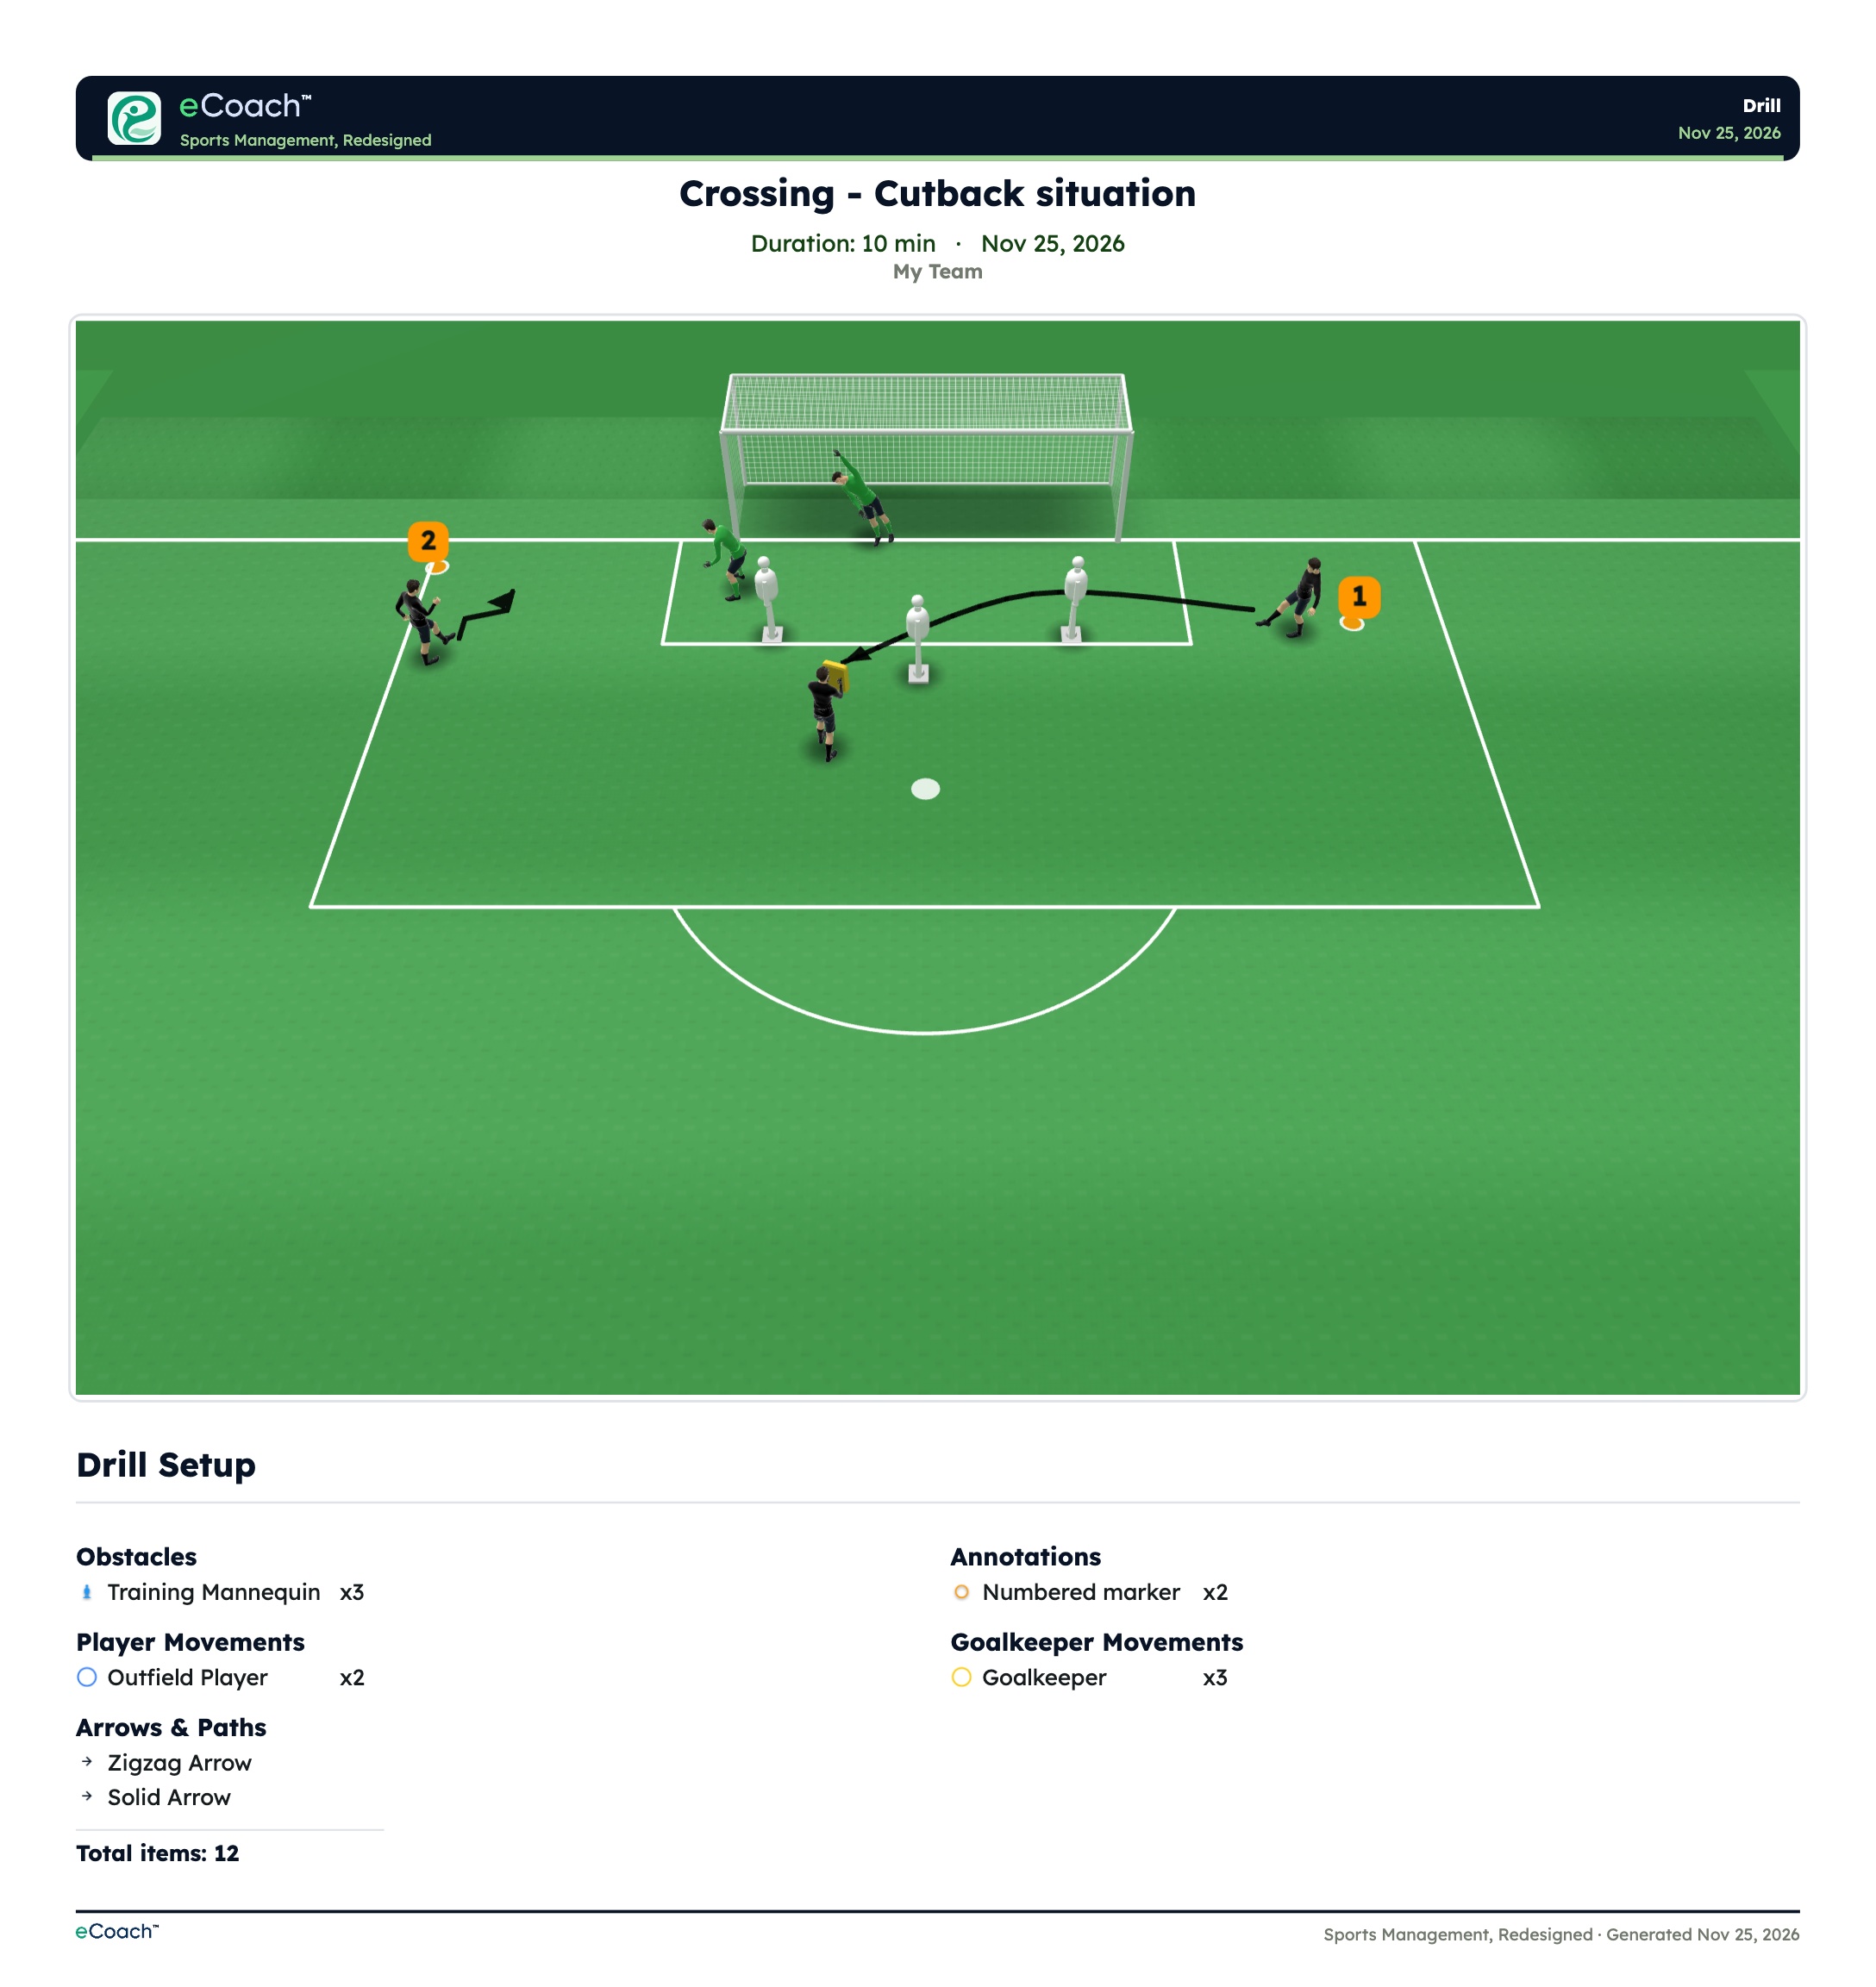 eCoach™
Sports Management, Redesigned
Drill
Nov 25, 2026
Crossing - Cutback situation
Duration: 10 min · Nov 25, 2026
My Team
2
1
Drill Setup
Obstacles
Training Mannequin x3
Player Movements
Outfield Player x2
Arrows & Paths
Zigzag Arrow
Solid Arrow
Total items: 12
Annotations
Numbered marker x2
Goalkeeper Movements
Goalkeeper x3
eCoach™
Sports Management, Redesigned · Generated Nov 25, 2026